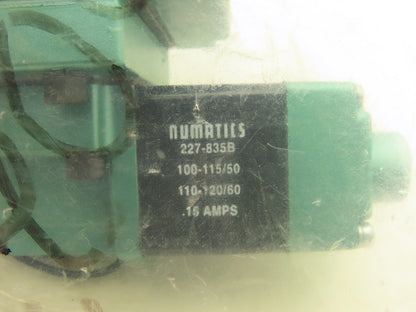 NUMATICS
227-835B
100-115/50
110-120/60
.15 AMPS